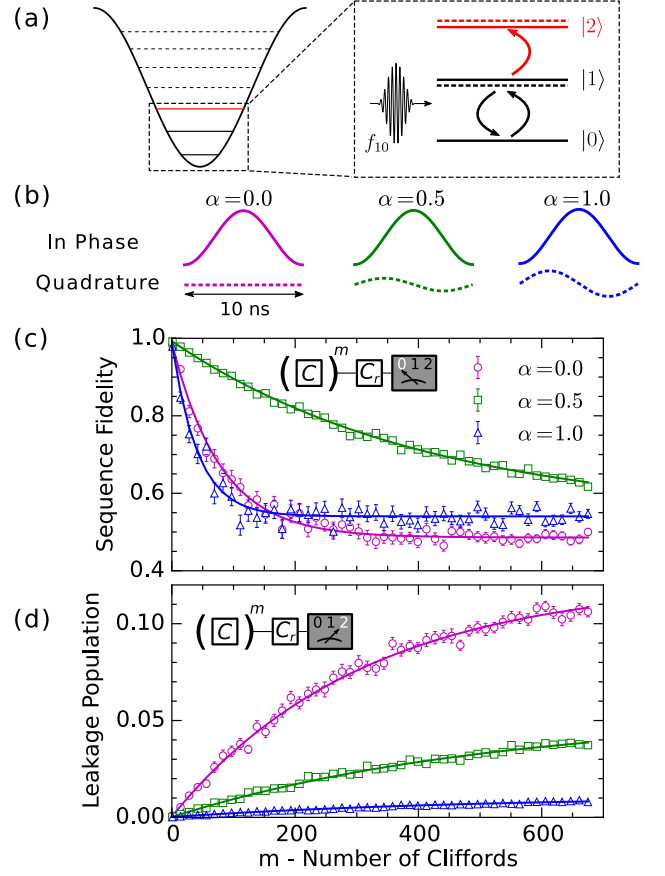 (a)
|2⟩
|1⟩
f10
|0⟩
(b)
α=0.0 α=0.5 α=1.0
In Phase
Quadrature
10 ns
(c)
1.0
0.8
0.6
0.4
Sequence Fidelity
( C ) m Cr 0 1 2
α=0.0
α=0.5
α=1.0
(d)
0.10
0.05
0.00
Leakage Population
( C ) m Cr 0 1 2
0 200 400 600
m - Number of Cliffords